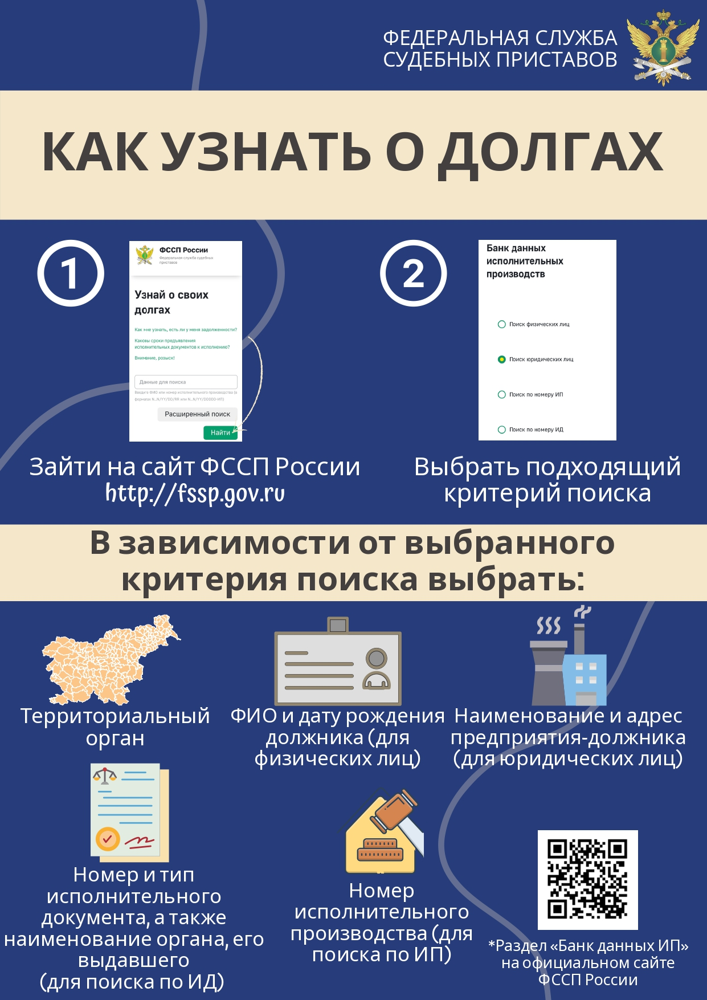 ФЕДЕРАЛЬНАЯ СЛУЖБА
СУДЕБНЫХ ПРИСТАВОВ
КАК УЗНАТЬ О ДОЛГАХ
1
ФССП России
Федеральная служба судебных
приставов
Узнай о своих
долгах
Как мне узнать, есть ли у меня задолженности?
Каковы сроки предъявления
исполнительных документов к исполнению?
Внимание, розыск!
Данные для поиска
Введите ФИО или номер исполнительного производства (в
форматах N..N/YY/DD/RR или N..N/YY/DDDDD-ИП)
Расширенный поиск
Найти
Зайти на сайт ФССП России
http://fssp.gov.ru
2
Банк данных
исполнительных
производств
Поиск физических лиц
Поиск юридических лиц
Поиск по номеру ИП
Поиск по номеру ИД
Выбрать подходящий
критерий поиска
В зависимости от выбранного
критерия поиска выбрать:
Территориальный
орган
ФИО и дату рождения
должника (для
физических лиц)
Наименование и адрес
предприятия-должника
(для юридических лиц)
Номер и тип
исполнительного
документа, а также
наименование органа, его
выдавшего
(для поиска по ИД)
Номер
исполнительного
производства (для
поиска по ИП)
*Раздел «Банк данных ИП»
на официальном сайте
ФССП России